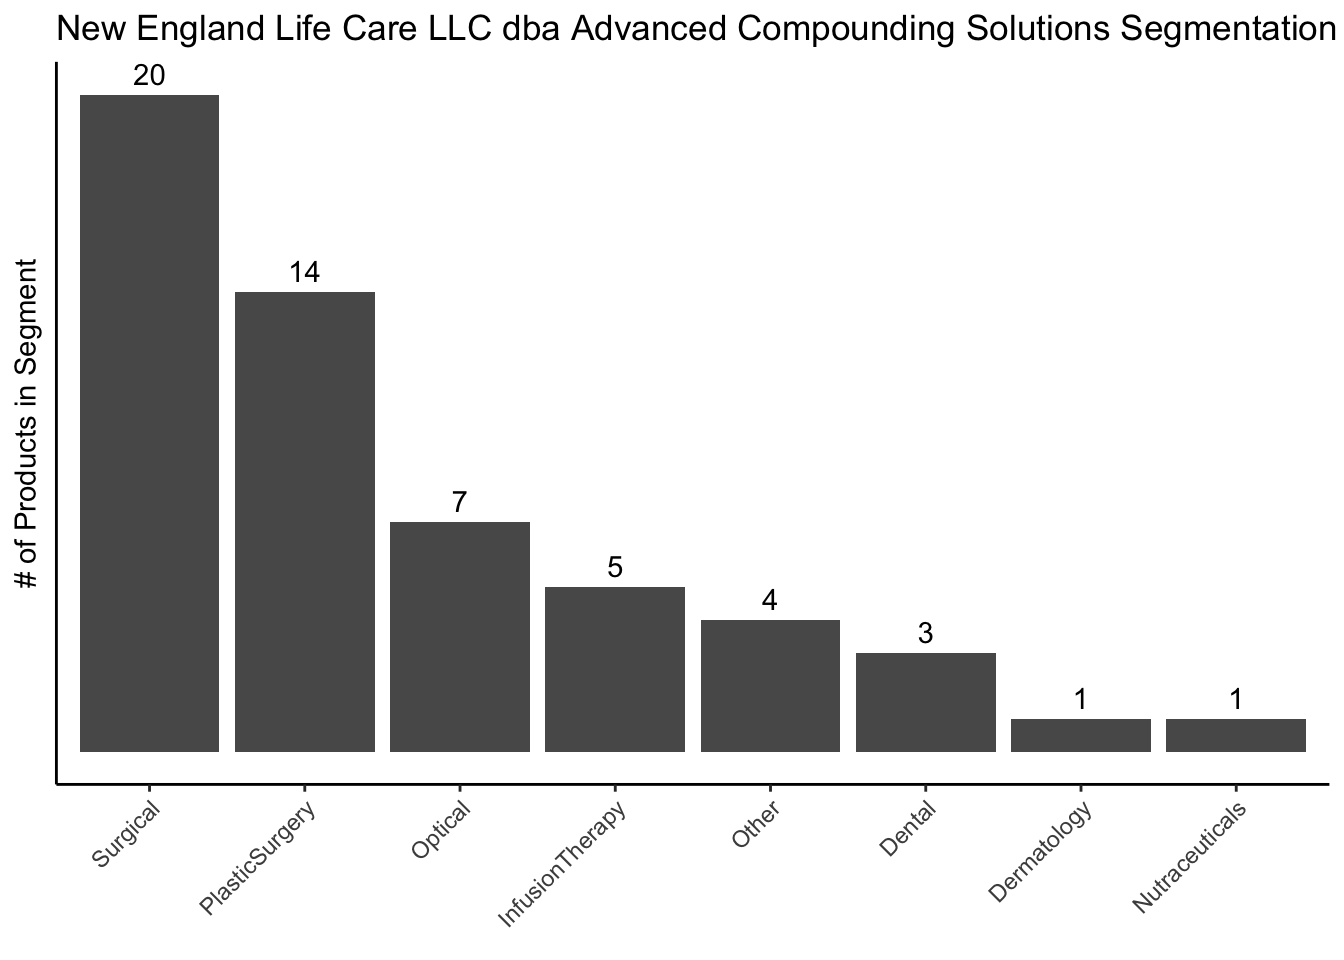 New England Life Care LLC dba Advanced Compounding Solutions Segmentation
# of Products in Segment
20
14
7
5
4
3
1
1
Surgical
PlasticSurgery
Optical
InfusionTherapy
Other
Dental
Dermatology
Nutraceuticals